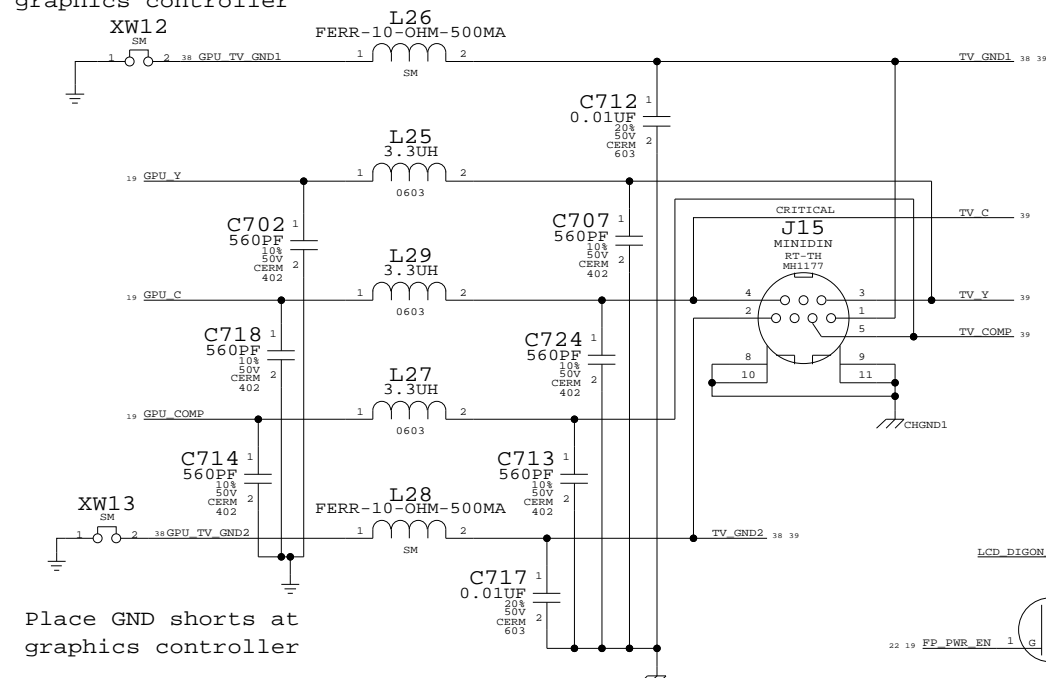 graphics controller
L26
FERR-10-OHM-500MA
XW12
SM
1 2 38 GPU_TV_GND1
1 2
SM
TV_GND1 38 39
C712 1
0.01UF
20%
50V
CERM 2
603
L25
3.3UH
19 GPU_Y
1 2
0603
C702 1
560PF
10%
50V
CERM 2
402
C707 1
560PF
10%
50V
CERM 2
402
CRITICAL
J15
MINIDIN
RT-TH
MH1177
TV_C 39
L29
3.3UH
19 GPU_C
1 2
0603
4 3
TV_Y 39
2 1
5
TV_COMP 39
C718 1
560PF
10%
50V
CERM 2
402
C724 1
560PF
10%
50V
CERM 2
402
8 9
10 11
CHGND1
L27
3.3UH
19 GPU_COMP
1 2
0603
C714 1
560PF
10%
50V
CERM 2
402
C713 1
560PF
10%
50V
CERM 2
402
L28
FERR-10-OHM-500MA
XW13
SM
1 2 38 GPU_TV_GND2
1 2
SM
TV_GND2 38 39
LCD_DIGON
C717 1
0.01UF
20%
50V
CERM 2
603
Place GND shorts at
graphics controller
22 19 FP_PWR_EN 1 G